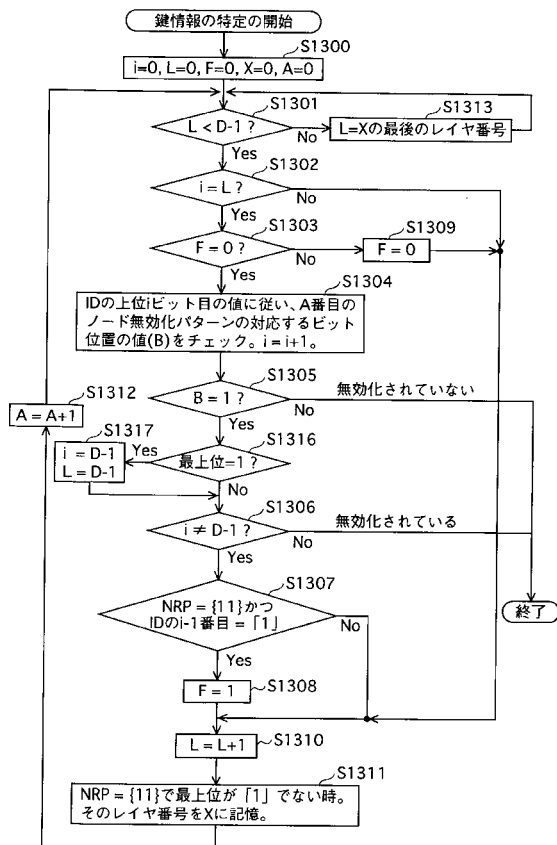 鍵情報の特定の開始
S1300
i=0, L=0, F=0, X=0, A=0
S1301
L < D-1 ?
No
S1313
L=Xの最後のレイヤ番号
Yes
S1302
i = L ?
No
Yes
S1303
F = 0 ?
No
S1309
F = 0
Yes
S1304
IDの上位iビット目の値に従い、A番目の
ノード無効化パターンの対応するビット
位置の値(B)をチェック。i = i+1。
S1305
B = 1 ?
無効化されていない
No
S1312
A = A+1
Yes
S1317
i = D-1
L = D-1
Yes
S1316
最上位=1 ?
No
S1306
i ≠ D-1 ?
無効化されている
No
Yes
S1307
NRP = {11}かつ
IDのi-1番目 = 「1」
No
終了
Yes
F = 1
S1308
L = L+1
S1310
S1311
NRP = {11}で最上位が「1」でない時。
そのレイヤ番号をXに記憶。